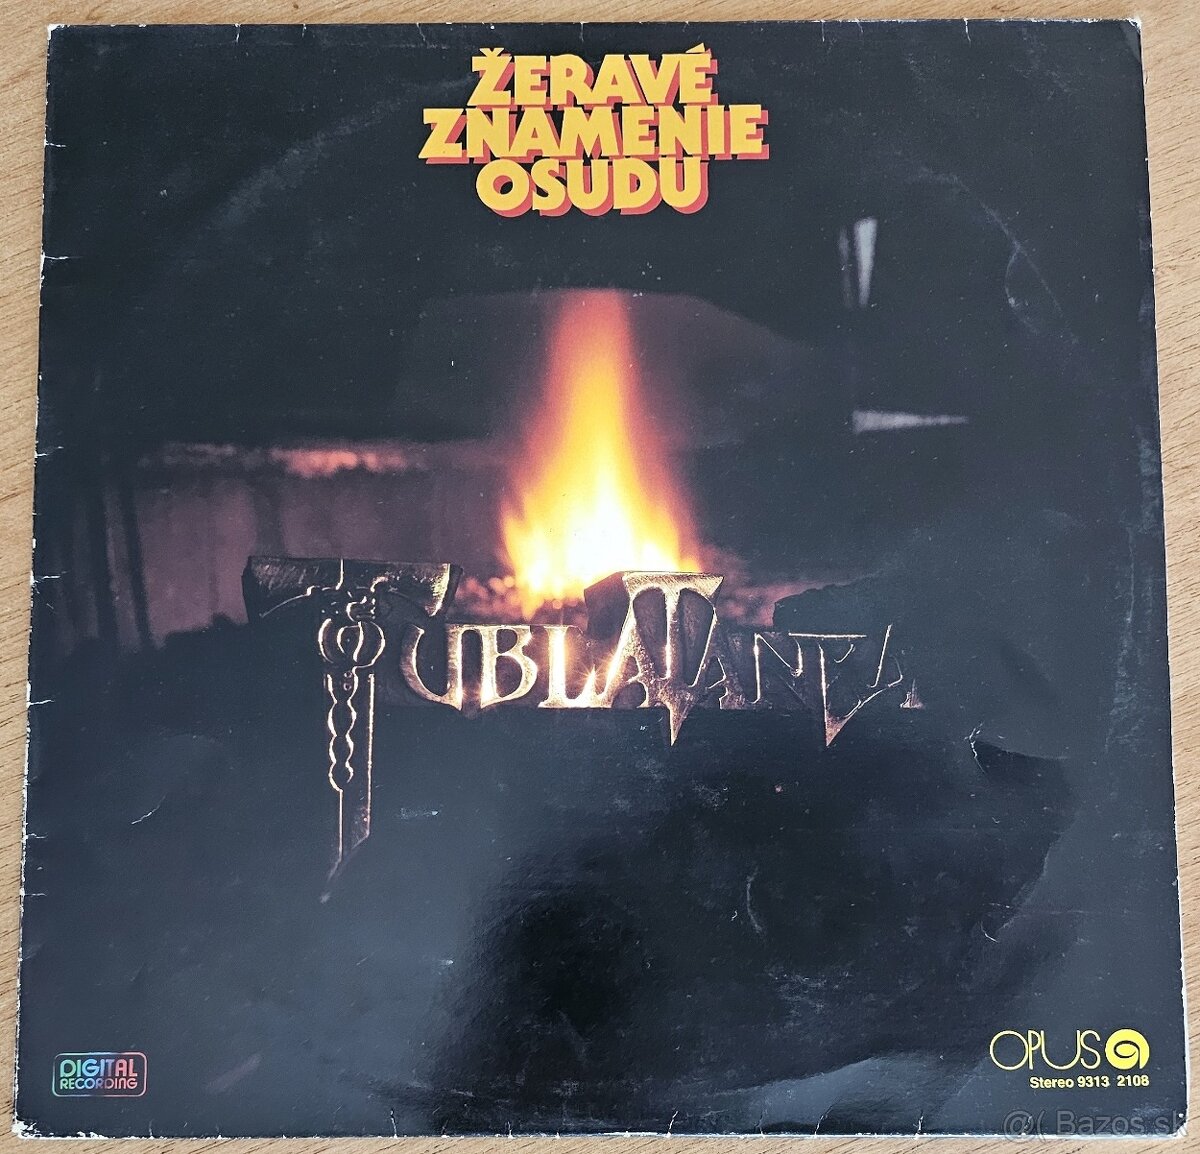 ŽERAVÉ
ZNAMENIE
OSUDU
TUBLATANKA
DIGITAL
RECORDING
OPUS
Stereo 9313 2108
@( Bazos.sk